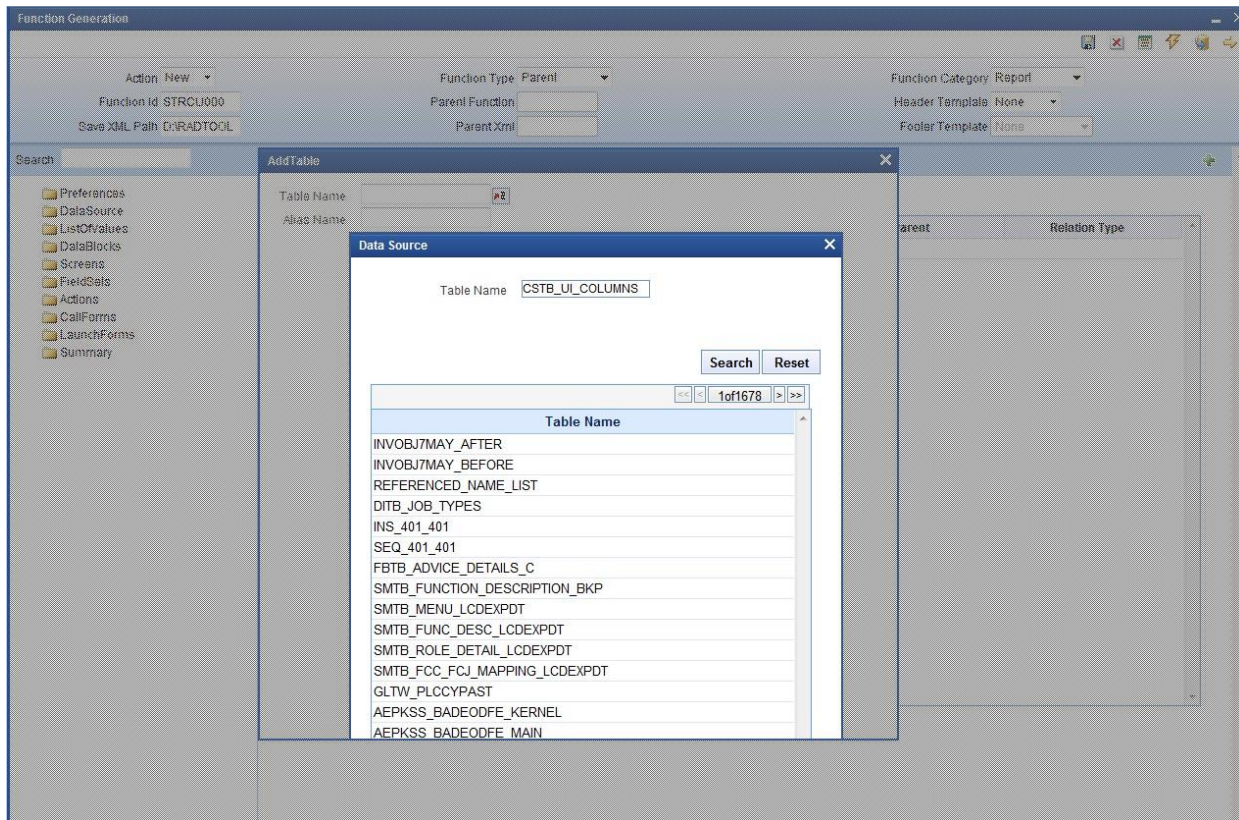 Function Generation
Action New
Function Type Parent
Function Category Report
Function Id STRCU000
Parent Function
Header Template None
Save XML Path D:\RADTOOL
Parent Xml
Footer Template None
Search
AddTable
Preferences
DataSource
ListOfValues
DataBlocks
Screens
FieldSets
Actions
CallForms
LaunchForms
Summary
Table Name
Alias Name
arent
Relation Type
Data Source
Table Name CSTB_UI_COLUMNS
Search Reset
<< < 1of1678 > >>
Table Name
INVOBJ7MAY_AFTER
INVOBJ7MAY_BEFORE
REFERENCED_NAME_LIST
DITB_JOB_TYPES
INS_401_401
SEQ_401_401
FBTB_ADVICE_DETAILS_C
SMTB_FUNCTION_DESCRIPTION_BKP
SMTB_MENU_LCDEXPDT
SMTB_FUNC_DESC_LCDEXPDT
SMTB_ROLE_DETAIL_LCDEXPDT
SMTB_FCC_FCJ_MAPPING_LCDEXPDT
GLTW_PLCCYPAST
AEPKSS_BADEODFE_KERNEL
AEPKSS_BADEODFE_MAIN